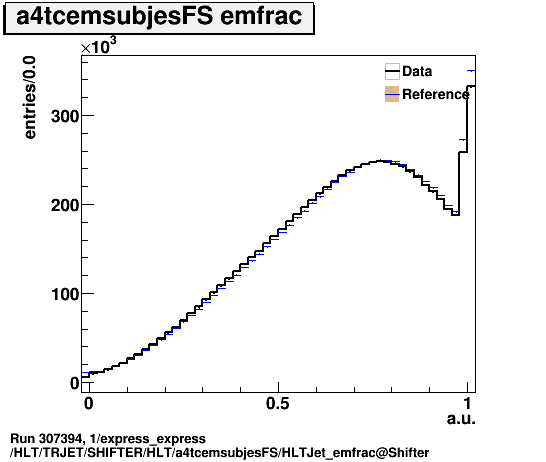 a4tcemsubjesFS emfrac
×10³
entries/0.0
Data
Reference
300
200
100
0
0 0.5 1
a.u.
Run 307394, 1/express_express
/HLT/TRJET/SHIFTER/HLT/a4tcemsubjesFS/HLTJet_emfrac@Shifter